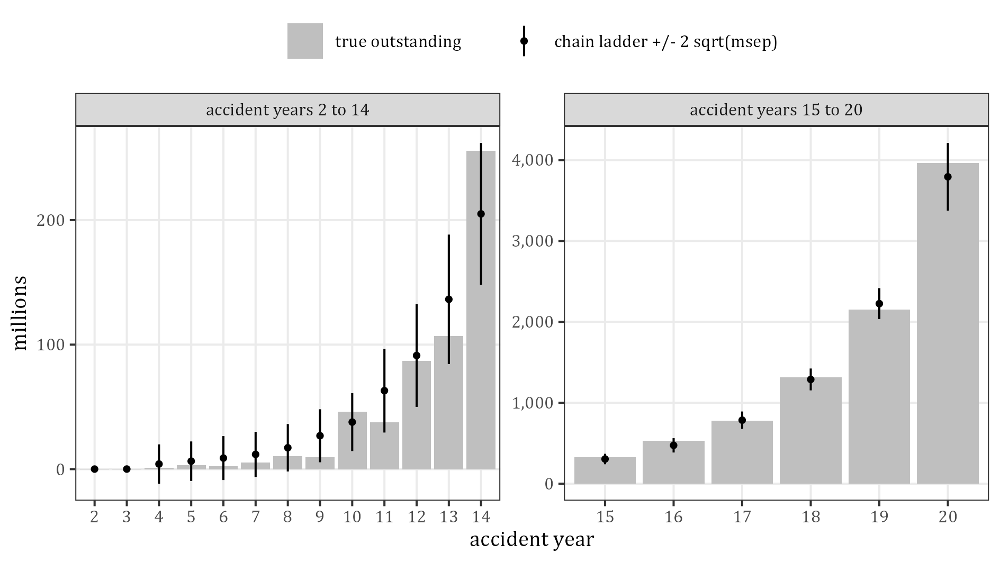 true outstanding
chain ladder +/- 2 sqrt(msep)
accident years 2 to 14
accident years 15 to 20
millions
200
100
0
4,000
3,000
2,000
1,000
0
2 3 4 5 6 7 8 9 10 11 12 13 14
15 16 17 18 19 20
accident year